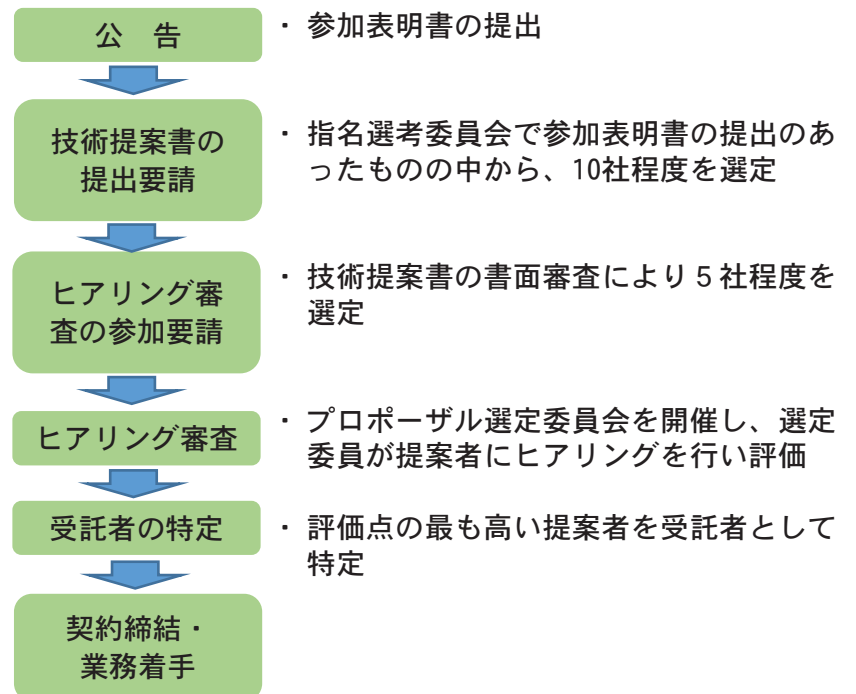 公　告
・ 参加表明書の提出
技術提案書の
提出要請
・ 指名選考委員会で参加表明書の提出のあ
ったものの中から、10社程度を選定
ヒアリング審
査の参加要請
・ 技術提案書の書面審査により５社程度を
選定
ヒアリング審査
・ プロポーザル選定委員会を開催し、選定
委員が提案者にヒアリングを行い評価
受託者の特定
・ 評価点の最も高い提案者を受託者として
特定
契約締結・
業務着手